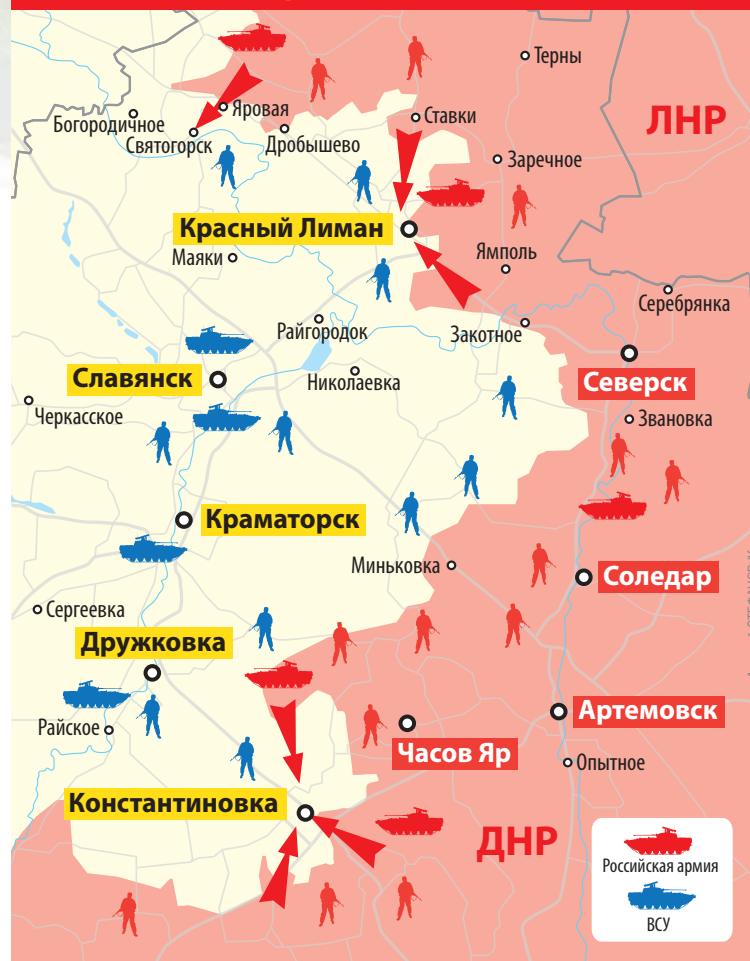 Терны
ЛНР
Яровая
Ставки
Богородичное
Святогорск
Дробышево
Заречное
Красный Лиман
Маяки
Ямполь
Серебрянка
Райгородок
Закотное
Славянск
Николаевка
Северск
Черкасское
Звановка
Краматорск
Миньковка
Соледар
Сергеевка
Дружковка
Райское
Часов Яр
Артемовск
Опытное
Константиновка
ДНР
Российская армия
ВСУ